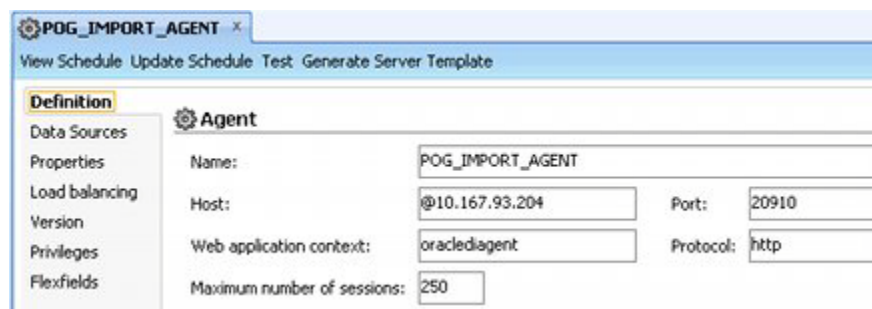 POG_IMPORT_AGENT x
View Schedule Update Schedule Test Generate Server Template
Definition
Data Sources
Properties
Load balancing
Version
Privileges
Flexfields
Agent
Name: POG_IMPORT_AGENT
Host: @10.167.93.204 Port: 20910
Web application context: oraclediagent Protocol: http
Maximum number of sessions: 250